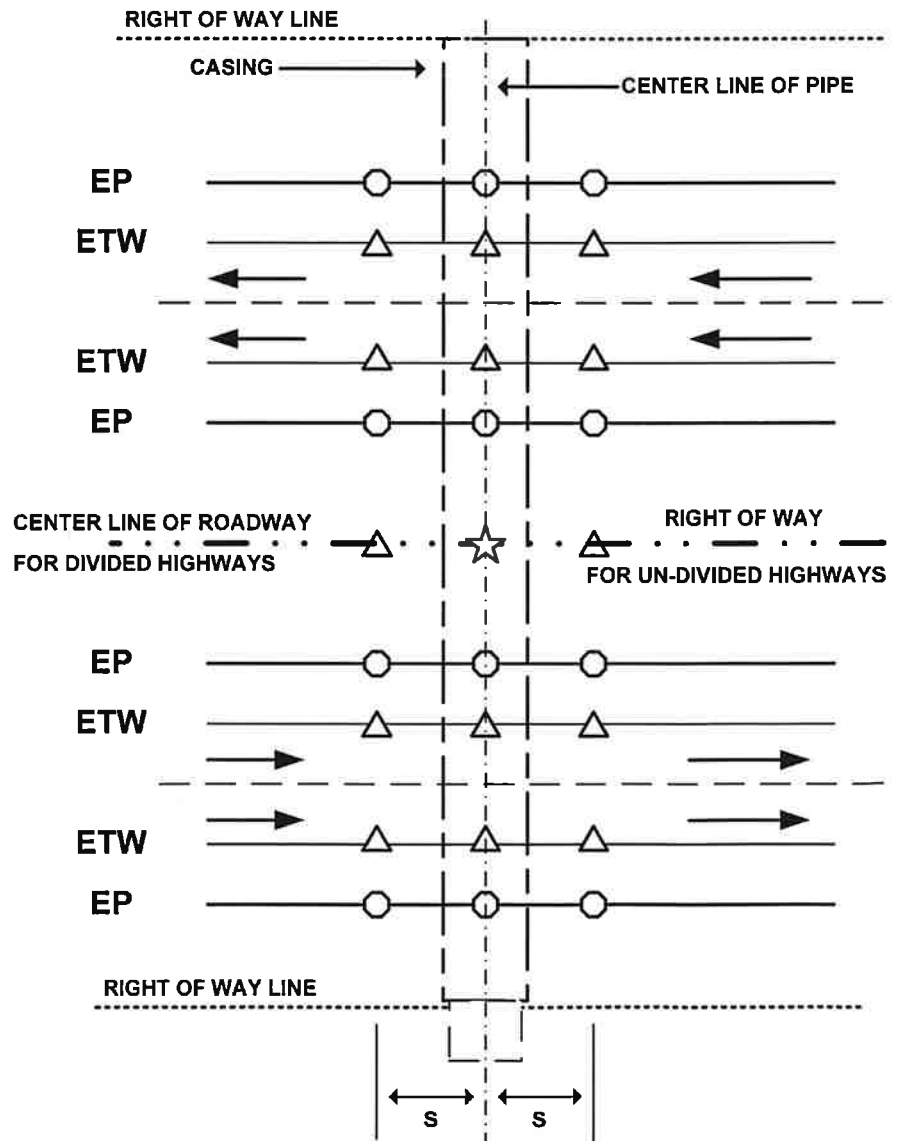 RIGHT OF WAY LINE
CASING
CENTER LINE OF PIPE
EP
ETW
ETW
EP
CENTER LINE OF ROADWAY
FOR DIVIDED HIGHWAYS
RIGHT OF WAY
FOR UN-DIVIDED HIGHWAYS
EP
ETW
ETW
EP
RIGHT OF WAY LINE
S
S